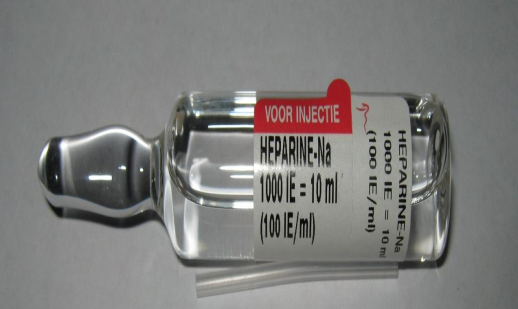 VOOR INJECTIE
HEPARINE-Na
1000 IE = 10 ml
(100 IE/ml)
HEPARINE-Na
1000 IE = 10 ml
(100 IE/ml)